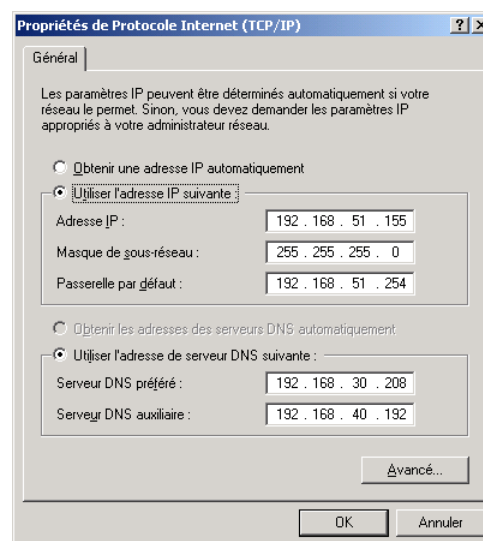 Propriétés de Protocole Internet (TCP/IP)
Général
Les paramètres IP peuvent être déterminés automatiquement si votre
réseau le permet. Sinon, vous devez demander les paramètres IP
appropriés à votre administrateur réseau.
Obtenir une adresse IP automatiquement
Utiliser l'adresse IP suivante :
Adresse IP : 192 . 168 . 51 . 155
Masque de sous-réseau : 255 . 255 . 255 . 0
Passerelle par défaut : 192 . 168 . 51 . 254
Obtenir les adresses des serveurs DNS automatiquement
Utiliser l'adresse de serveur DNS suivante :
Serveur DNS préféré : 192 . 168 . 30 . 208
Serveur DNS auxiliaire : 192 . 168 . 40 . 192
Avancé...
OK Annuler